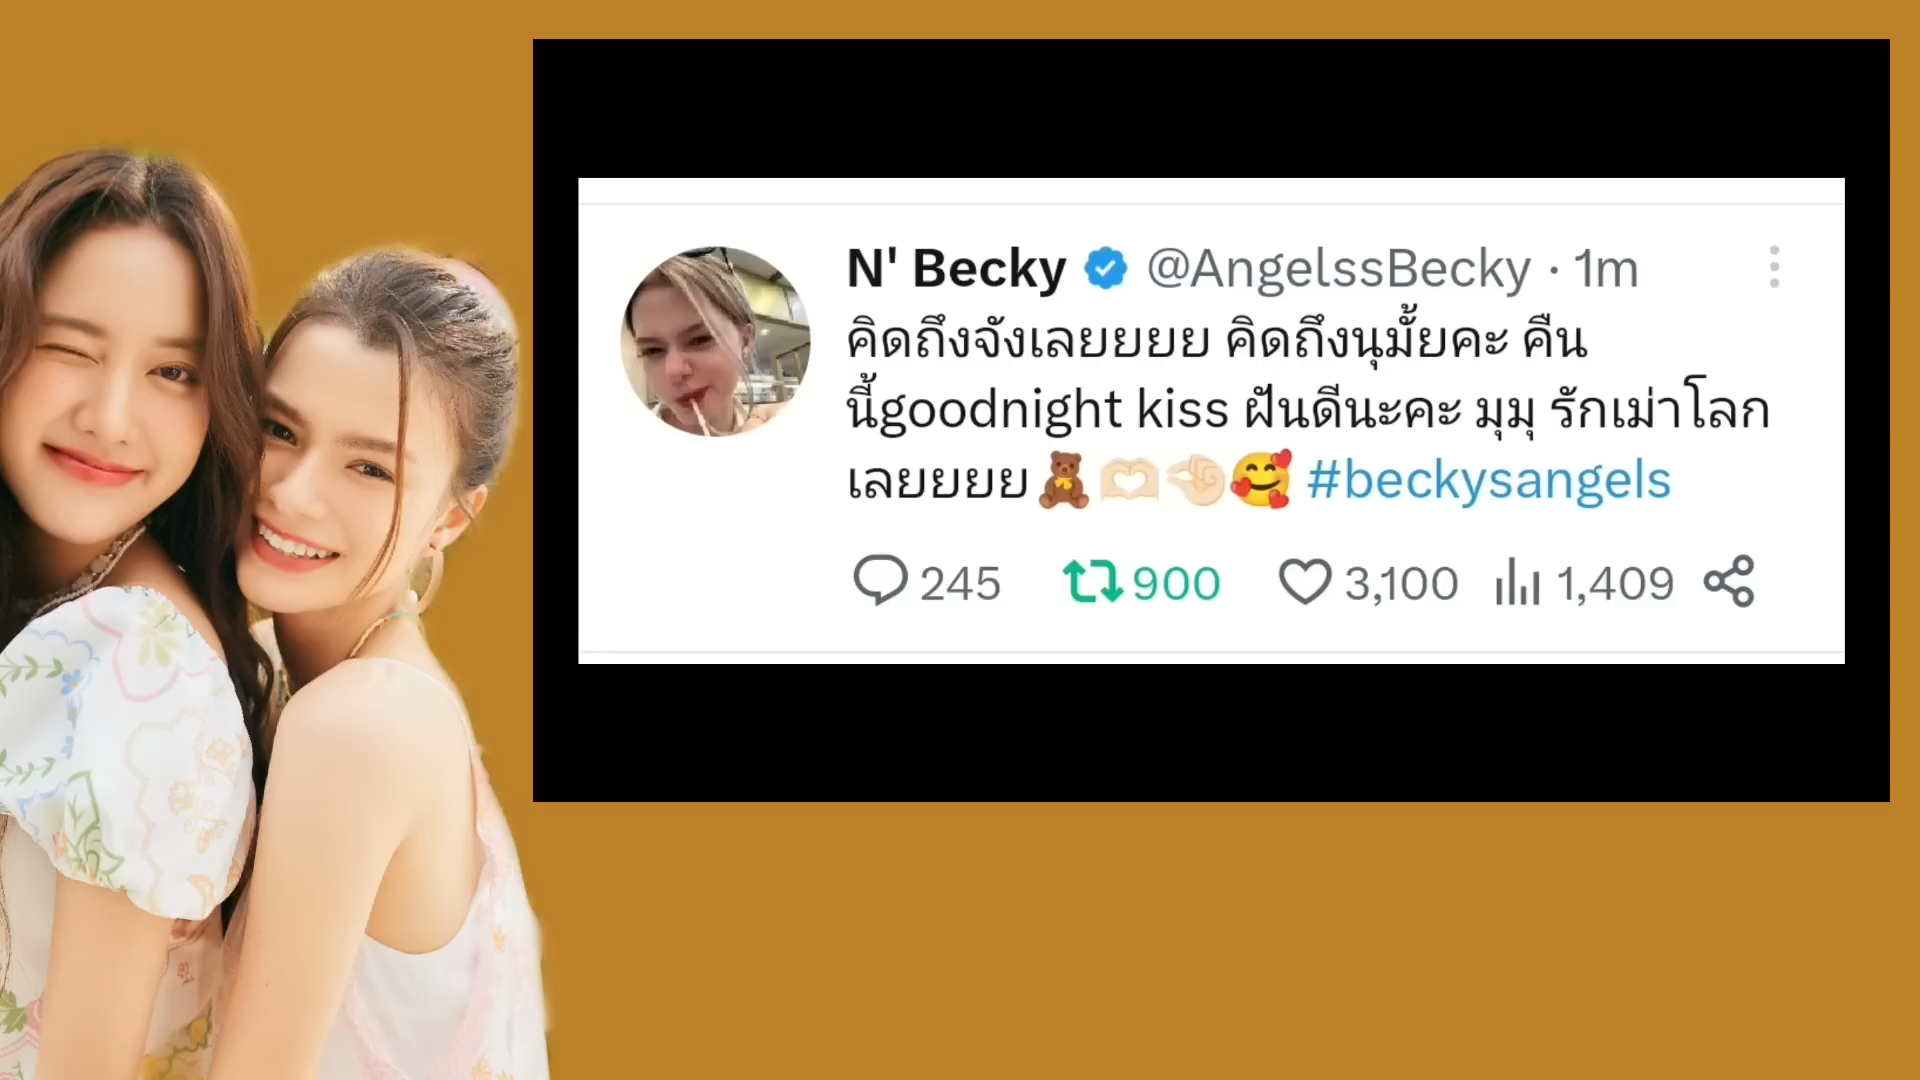 N' Becky @AngelssBecky · 1m
คิดถึงจังเลยยยย คิดถึงนุมั้ยคะ คืน
นี้goodnight kiss ฝันดีนะคะ มุมุ รักเม่าโลก
เลยยยย🧸🫶🏻🤏🏻🥰 #beckysangels
245 900 3,100 1,409